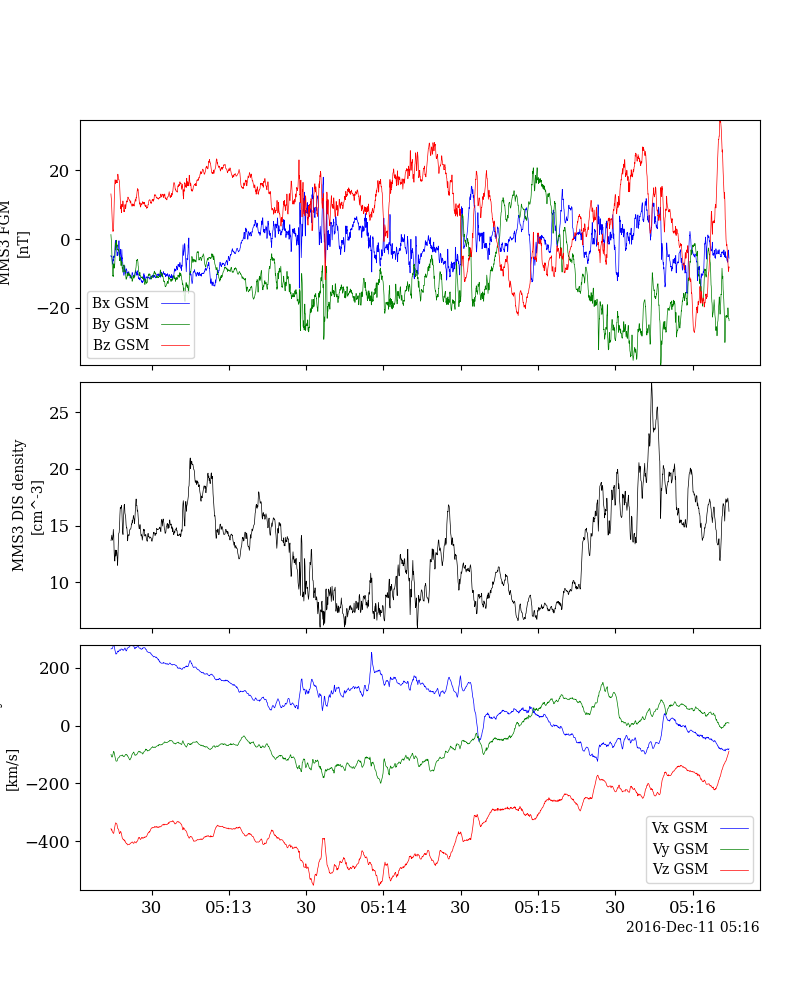 MMS3 FGM
[nT]
20
0
−20
Bx GSM
By GSM
Bz GSM
MMS3 DIS density
[cm^-3]
25
20
15
10
[km/s]
200
0
−200
−400
Vx GSM
Vy GSM
Vz GSM
30 05:13 30 05:14 30 05:15 30 05:16
2016-Dec-11 05:16